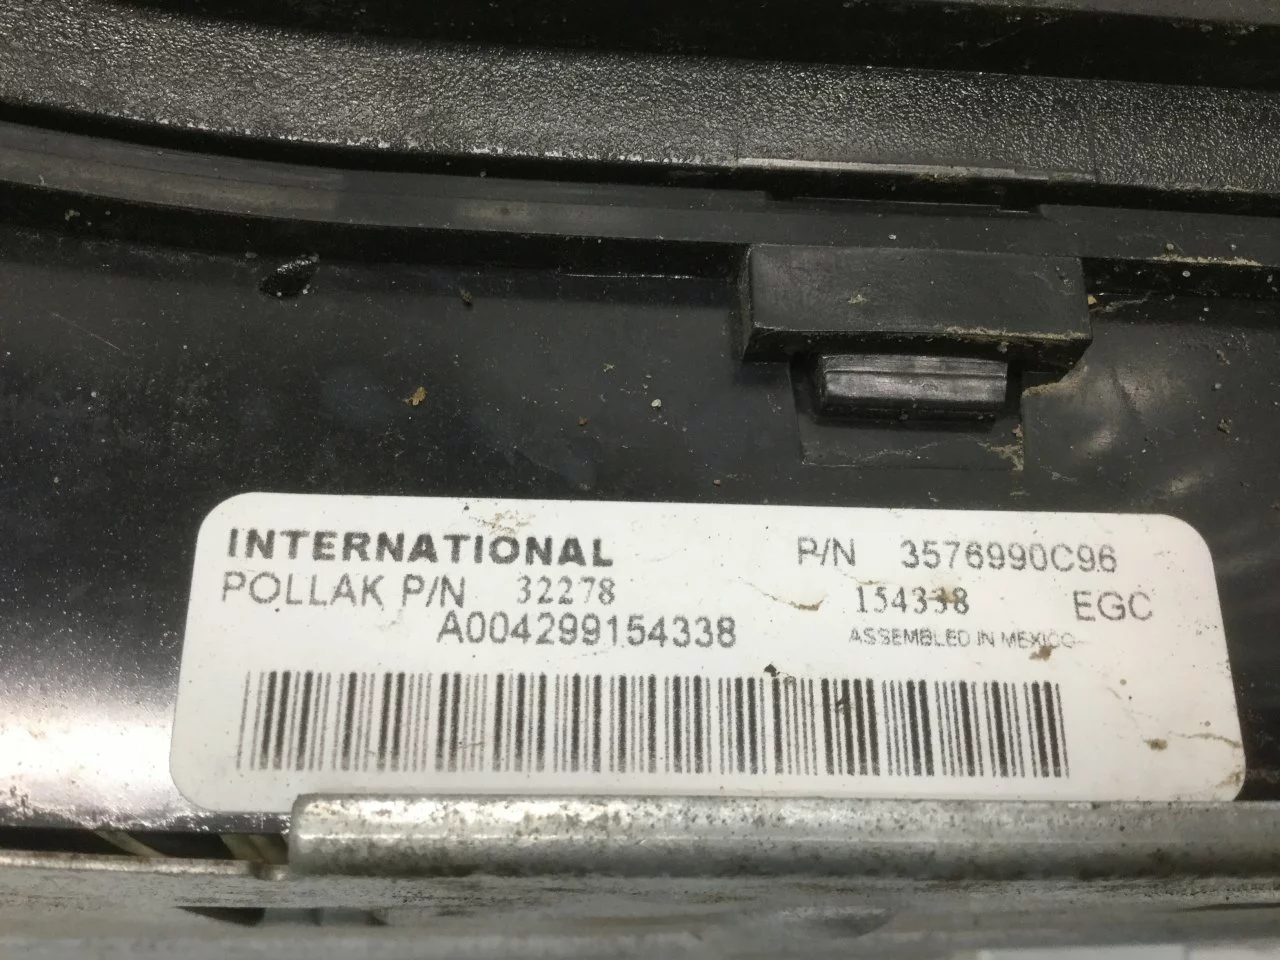 INTERNATIONAL P/N 3576990C96
POLLAK P/N 32278 154338 EGC
A004299154338 ASSEMBLED IN MEXICO